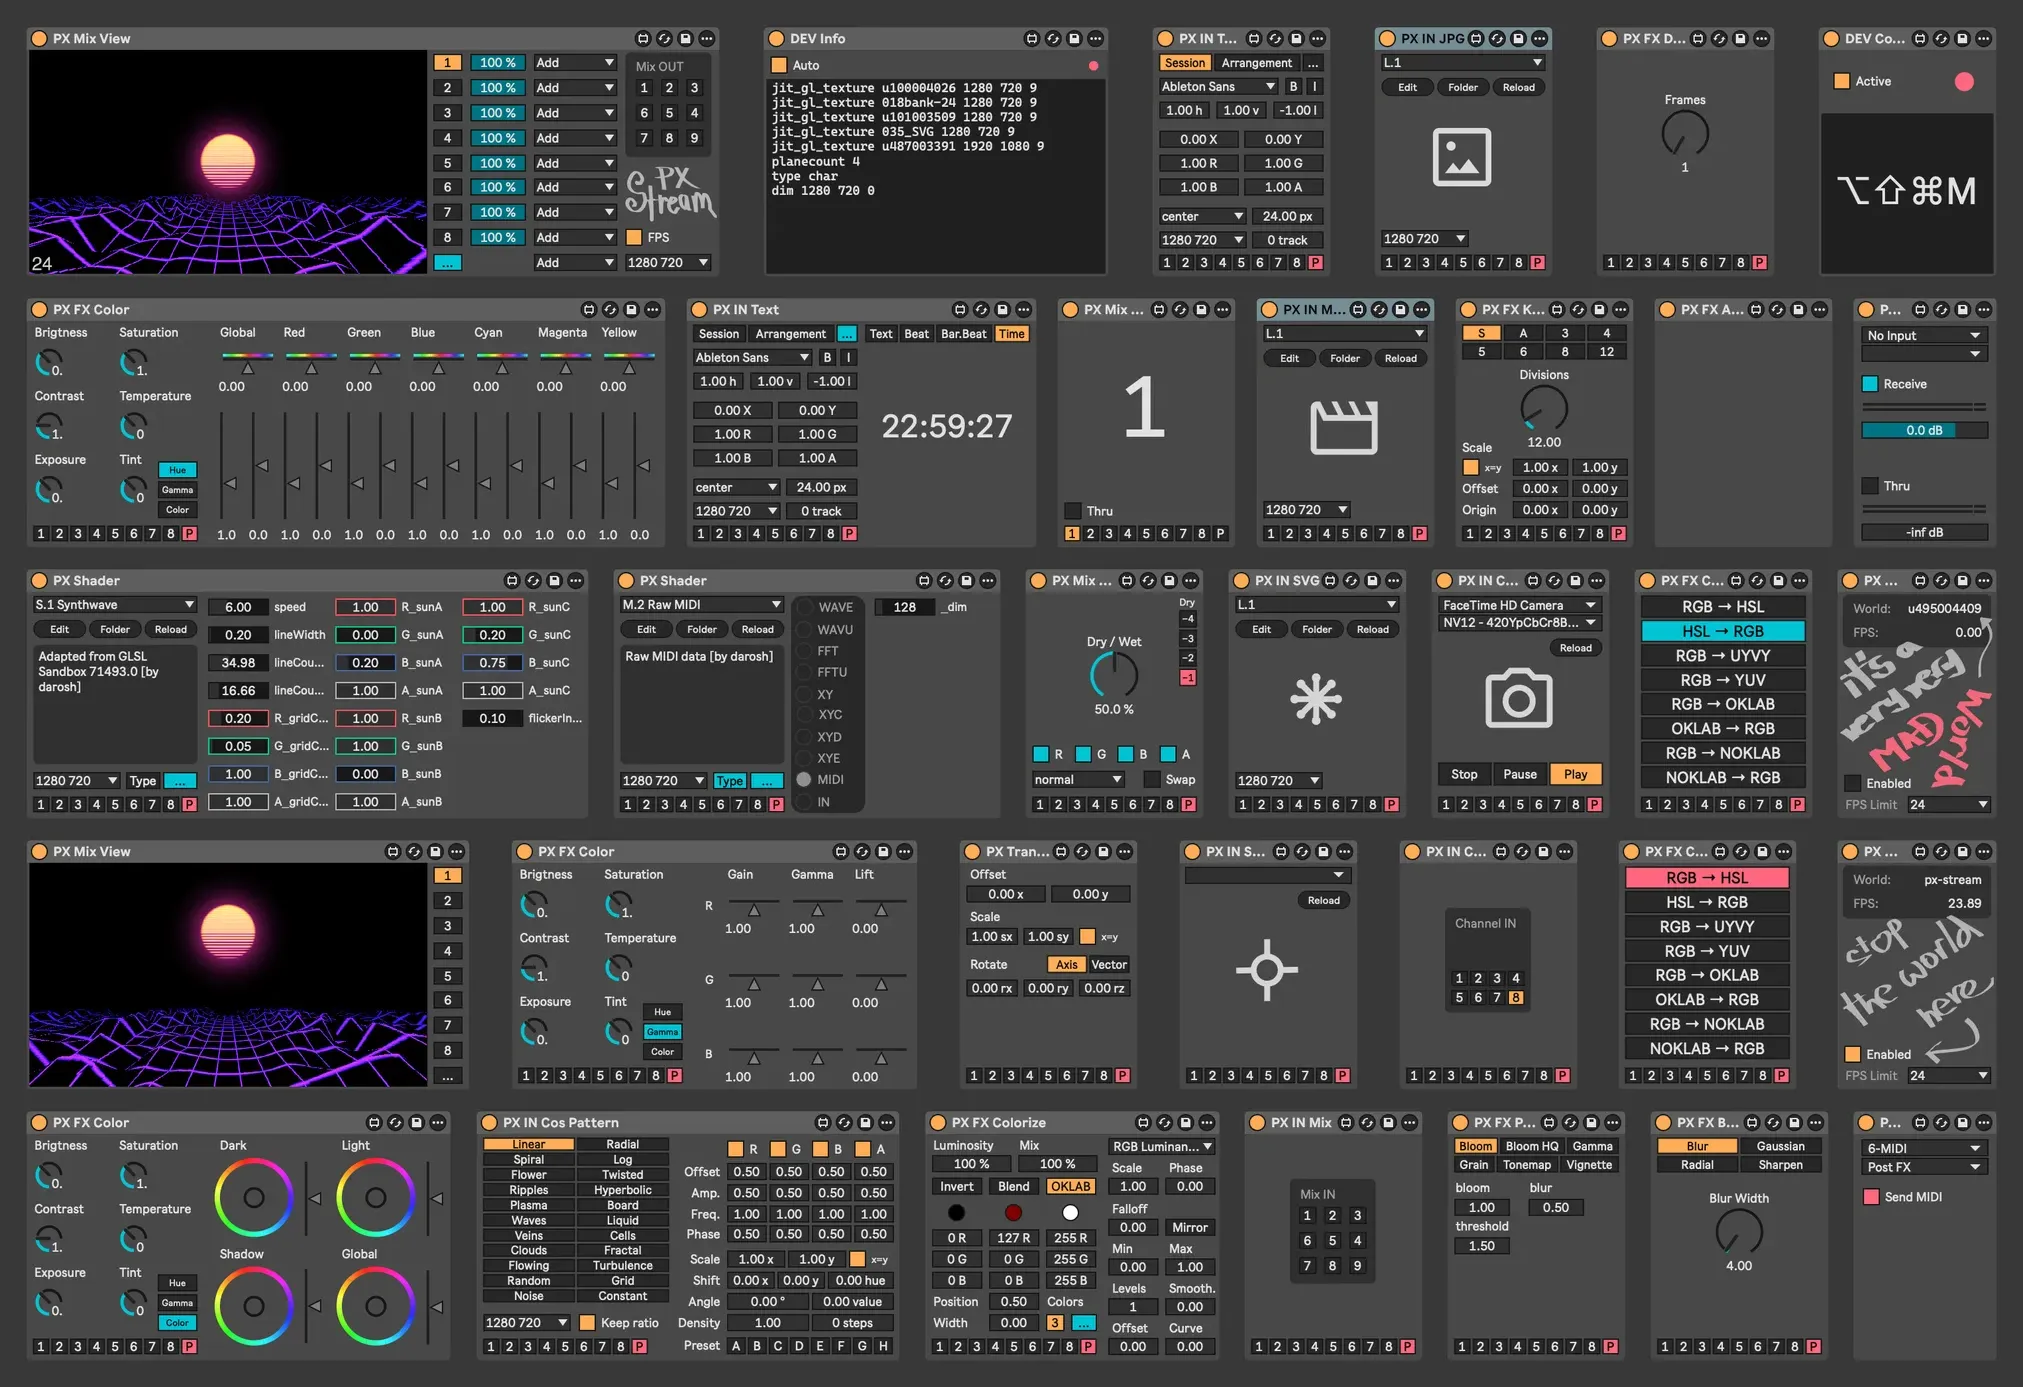 PX Mix View
1 100 % Add
2 100 % Add
3 100 % Add
4 100 % Add
5 100 % Add
6 100 % Add
7 100 % Add
8 100 % Add
... Add
24
Mix OUT
1 2 3
6 5 4
7 8 9
PX
Stream
FPS
1280 720
DEV Info
Auto
jit_gl_texture u100004026 1280 720 9
jit_gl_texture 018bank-24 1280 720 9
jit_gl_texture u101003509 1280 720 9
jit_gl_texture 035_SVG 1280 720 9
jit_gl_texture u487003391 1920 1080 9
planecount 4
type char
dim 1280 720 0
PX IN T...
Session Arrangement ...
Ableton Sans B I
1.00 h 1.00 v -1.00 l
0.00 X 0.00 Y
1.00 R 1.00 G
1.00 B 1.00 A
center 24.00 px
1280 720 0 track
1 2 3 4 5 6 7 8 P
PX IN JPG
L.1
Edit Folder Reload
1280 720
1 2 3 4 5 6 7 8 P
PX FX D...
Frames
1
1 2 3 4 5 6 7 8 P
DEV Co...
Active
⌥⇧⌘M
PX FX Color
Brigtness Saturation
0. 1.
Contrast Temperature
1. 0
Exposure Tint
0. 0
Hue
Gamma
Color
Global Red Green Blue Cyan Magenta Yellow
0.00 0.00 0.00 0.00 0.00 0.00 0.00
1.0 0.0 1.0 0.0 1.0 0.0 1.0 0.0 1.0 0.0 1.0 0.0 1.0 0.0
1 2 3 4 5 6 7 8 P
PX IN Text
Session Arrangement ... Text Beat Bar.Beat Time
Ableton Sans B I
1.00 h 1.00 v -1.00 l
0.00 X 0.00 Y
1.00 R 1.00 G
1.00 B 1.00 A
22:59:27
center 24.00 px
1280 720 0 track
1 2 3 4 5 6 7 8 P
PX Mix ...
1
Thru
1 2 3 4 5 6 7 8 P
PX IN M...
L.1
Edit Folder Reload
1280 720
1 2 3 4 5 6 7 8 P
PX FX K...
S A 3 4
5 6 8 12
Divisions
12.00
Scale
x=y 1.00 x 1.00 y
Offset 0.00 x 0.00 y
Origin 0.00 x 0.00 y
1 2 3 4 5 6 7 8 P
PX FX A...
P...
No Input
Receive
0.0 dB
Thru
-inf dB
PX Shader
S.1 Synthwave
Edit Folder Reload
Adapted from GLSL
Sandbox 71493.0 [by
darosh]
1280 720 Type ...
1 2 3 4 5 6 7 8 P
6.00 speed 1.00 R_sunA 1.00 R_sunC
0.20 lineWidth 0.00 G_sunA 0.20 G_sunC
34.98 lineCou... 0.20 B_sunA 0.75 B_sunC
16.66 lineCou... 1.00 A_sunA 1.00 A_sunC
0.20 R_gridC... 1.00 R_sunB 0.10 flickerIn...
0.05 G_gridC... 1.00 G_sunB
1.00 B_gridC... 0.00 B_sunB
1.00 A_gridC... 1.00 A_sunB
PX Shader
M.2 Raw MIDI
Edit Folder Reload
Raw MIDI data [by darosh]
1280 720 Type ...
1 2 3 4 5 6 7 8 P
WAVE
WAVU
FFT
FFTU
XY
XYC
XYD
XYE
MIDI
IN
128 _dim
PX Mix ...
Dry
-4
-3
-2
-1
Dry / Wet
50.0 %
R G B A
normal Swap
1 2 3 4 5 6 7 8 P
PX IN SVG
L.1
Edit Folder Reload
1280 720
1 2 3 4 5 6 7 8 P
PX IN C...
FaceTime HD Camera
NV12 - 420YpCbCr8B...
Reload
Stop Pause Play
1 2 3 4 5 6 7 8 P
PX FX C...
RGB → HSL
HSL → RGB
RGB → UYVY
RGB → YUV
RGB → OKLAB
OKLAB → RGB
RGB → NOKLAB
NOKLAB → RGB
1 2 3 4 5 6 7 8 P
PX ...
World: u495004409
FPS: 0.00
it's a
very very
MAD
World
Enabled
FPS Limit 24
PX Mix View
1
2
3
4
5
6
7
8
...
PX FX Color
Brigtness Saturation
0. 1.
Contrast Temperature
1. 0
Exposure Tint
0. 0
Hue
Gamma
Color
Gain Gamma Lift
R
1.00 1.00 0.00
G
1.00 1.00 0.00
B
1.00 1.00 0.00
1 2 3 4 5 6 7 8 P
PX Tran...
Offset
0.00 x 0.00 y
Scale
1.00 sx 1.00 sy x=y
Rotate Axis Vector
0.00 rx 0.00 ry 0.00 rz
1 2 3 4 5 6 7 8 P
PX IN S...
Reload
1 2 3 4 5 6 7 8 P
PX IN C...
Channel IN
1 2 3 4
5 6 7 8
1 2 3 4 5 6 7 8 P
PX FX C...
RGB → HSL
HSL → RGB
RGB → UYVY
RGB → YUV
RGB → OKLAB
OKLAB → RGB
RGB → NOKLAB
NOKLAB → RGB
1 2 3 4 5 6 7 8 P
PX ...
World: px-stream
FPS: 23.89
stop
the world
here
Enabled
FPS Limit 24
PX FX Color
Brigtness Saturation
0. 1.
Contrast Temperature
1. 0
Exposure Tint
0. 0
Hue
Gamma
Color
Dark Light
Shadow Global
1 2 3 4 5 6 7 8 P
PX IN Cos Pattern
Linear Radial
Spiral Log
Flower Twisted
Ripples Hyperbolic
Plasma Board
Waves Liquid
Veins Cells
Clouds Fractal
Flowing Turbulence
Random Grid
Noise Constant
1280 720 Keep ratio
1 2 3 4 5 6 7 8 P
R G B A
Offset 0.50 0.50 0.50 0.50
Amp. 0.50 0.50 0.50 0.50
Freq. 1.00 1.00 1.00 1.00
Phase 0.50 0.50 0.50 0.50
Scale 1.00 x 1.00 y x=y
Shift 0.00 x 0.00 y 0.00 hue
Angle 0.00 ° 0.00 value
Density 1.00 0 steps
Preset A B C D E F G H
PX FX Colorize
Luminosity Mix
100 % 100 %
Invert Blend OKLAB
0 R 127 R 255 R
0 G 0 G 255 G
0 B 0 B 255 B
Position 0.50 Colors
Width 0.00 3 ...
1 2 3 4 5 6 7 8 P
RGB Luminan...
Scale Phase
1.00 0.00
Falloff
0.00 Mirror
Min Max
0.00 1.00
Levels Smooth.
1 0.00
Offset Curve
0.00 0.00
PX IN Mix
Mix IN
1 2 3
6 5 4
7 8 9
1 2 3 4 5 6 7 8 P
PX FX P...
Bloom Bloom HQ Gamma
Grain Tonemap Vignette
bloom blur
1.00 0.50
threshold
1.50
1 2 3 4 5 6 7 8 P
PX FX B...
Blur Gaussian
Radial Sharpen
Blur Width
4.00
1 2 3 4 5 6 7 8 P
P...
6-MIDI
Post FX
Send MIDI